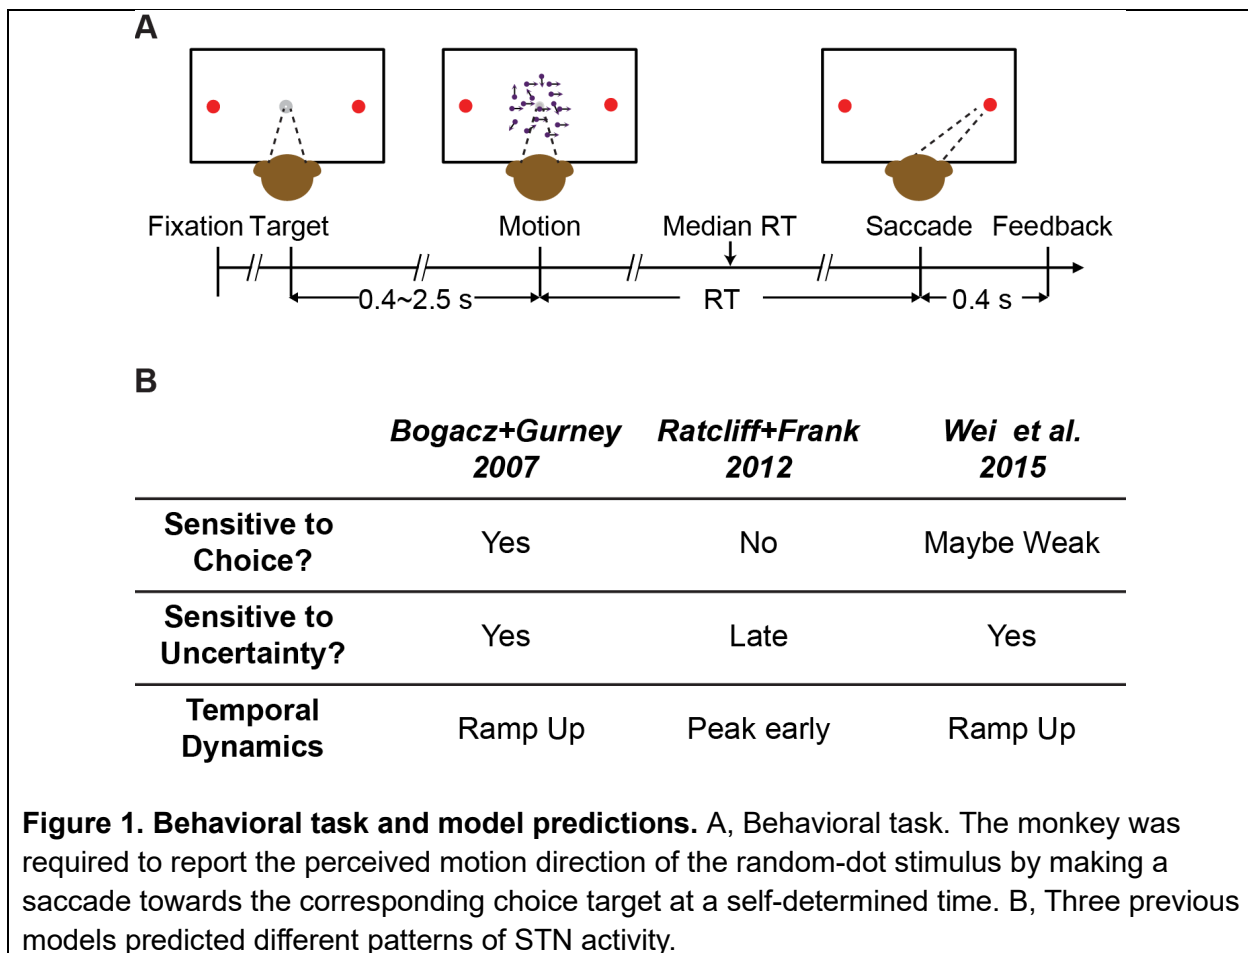 A
Fixation Target Motion Median RT Saccade Feedback
0.4~2.5 s RT 0.4 s
B
Bogacz+Gurney 2007 Ratcliff+Frank 2012 Wei et al. 2015
Sensitive to Choice? Yes No Maybe Weak
Sensitive to Uncertainty? Yes Late Yes
Temporal Dynamics Ramp Up Peak early Ramp Up
Figure 1. Behavioral task and model predictions. A, Behavioral task. The monkey was
required to report the perceived motion direction of the random-dot stimulus by making a
saccade towards the corresponding choice target at a self-determined time. B, Three previous
models predicted different patterns of STN activity.